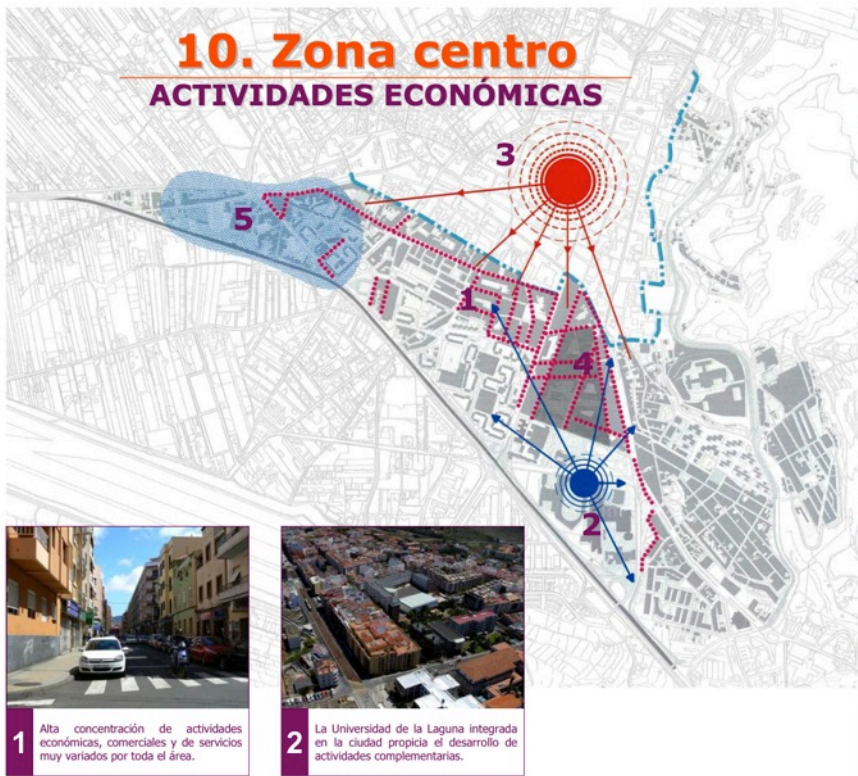 10. Zona centro
ACTIVIDADES ECONÓMICAS
3
5
1
4
2
1
Alta concentración de actividades
económicas, comerciales y de servicios
muy variados por toda el área.
2
La Universidad de la Laguna integrada
en la ciudad propicia el desarrollo de
actividades complementarias.